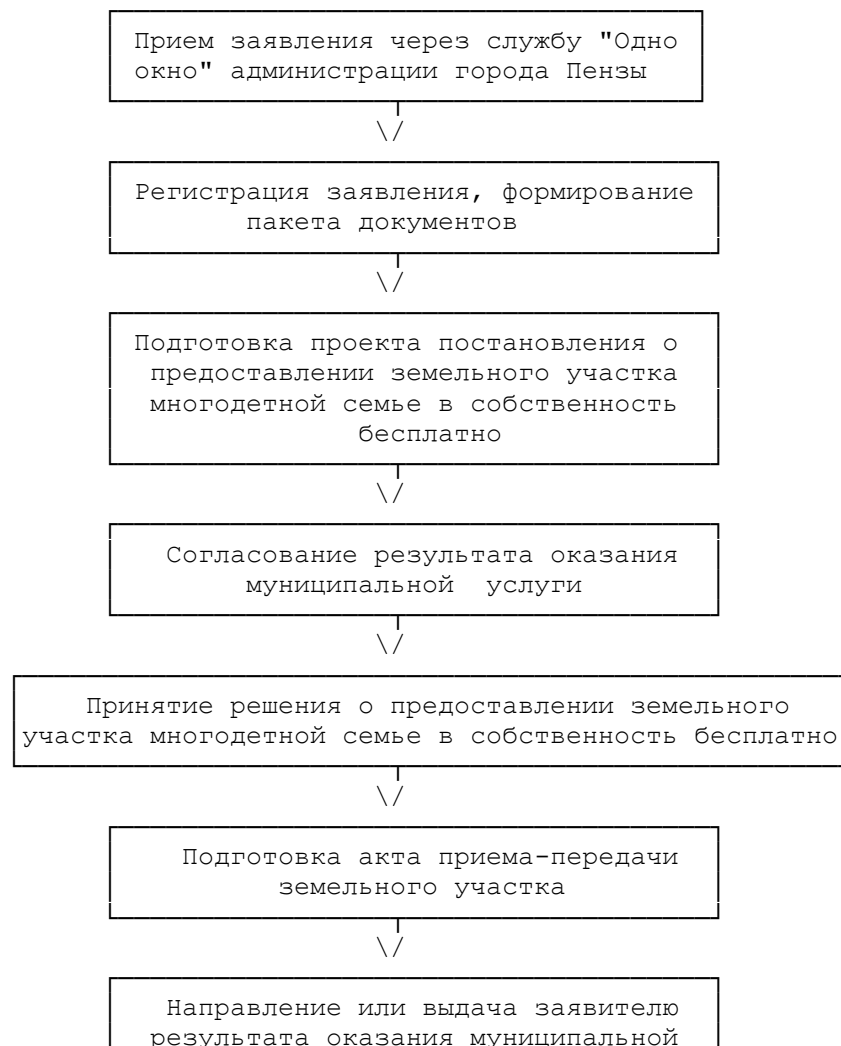 Прием заявления через службу "Одно
окно" администрации города Пензы
Регистрация заявления, формирование
пакета документов
Подготовка проекта постановления о
предоставлении земельного участка
многодетной семье в собственность
бесплатно
Согласование результата оказания
муниципальной услуги
Принятие решения о предоставлении земельного
участка многодетной семье в собственность бесплатно
Подготовка акта приема-передачи
земельного участка
Направление или выдача заявителю
результата оказания муниципальной